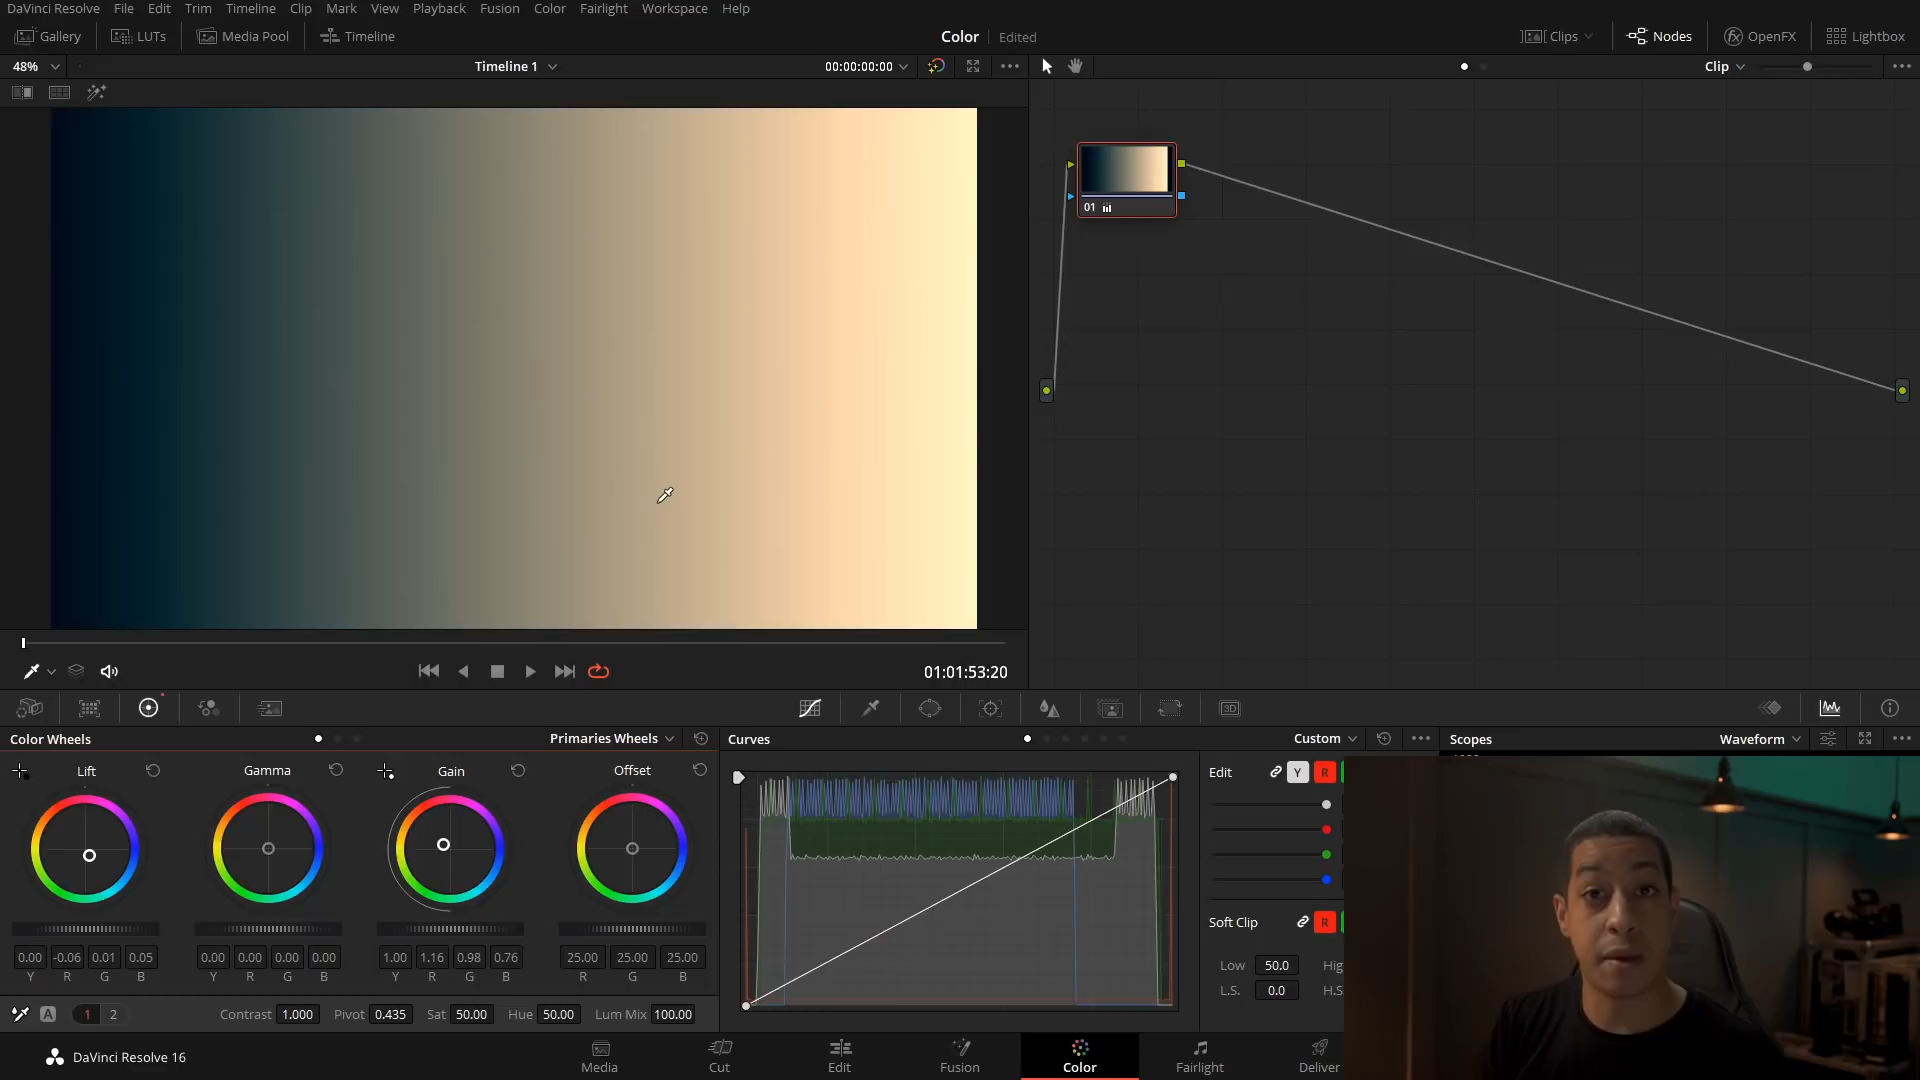 DaVinci Resolve File Edit Trim Timeline Clip Mark View Playback Fusion Color Fairlight Workspace Help
Gallery LUTs Media Pool Timeline Color Edited Clips Nodes OpenFX Lightbox
48% Timeline 1 00:00:00:00 Clip
01
01:01:53:20
Color Wheels Primaries Wheels Curves Custom Scopes Waveform
Lift Gamma Gain Offset Edit Y R
0.00 -0.06 0.01 0.05 0.00 0.00 0.00 0.00 1.00 1.16 0.98 0.76 25.00 25.00 25.00
Y R G B Y R G B Y R G B R G B
Soft Clip R
Low 50.0 Hig
L.S. 0.0 H.S
A 1 2 Contrast 1.000 Pivot 0.435 Sat 50.00 Hue 50.00 Lum Mix 100.00
3D
DaVinci Resolve 16 Media Cut Edit Fusion Color Fairlight Deliver